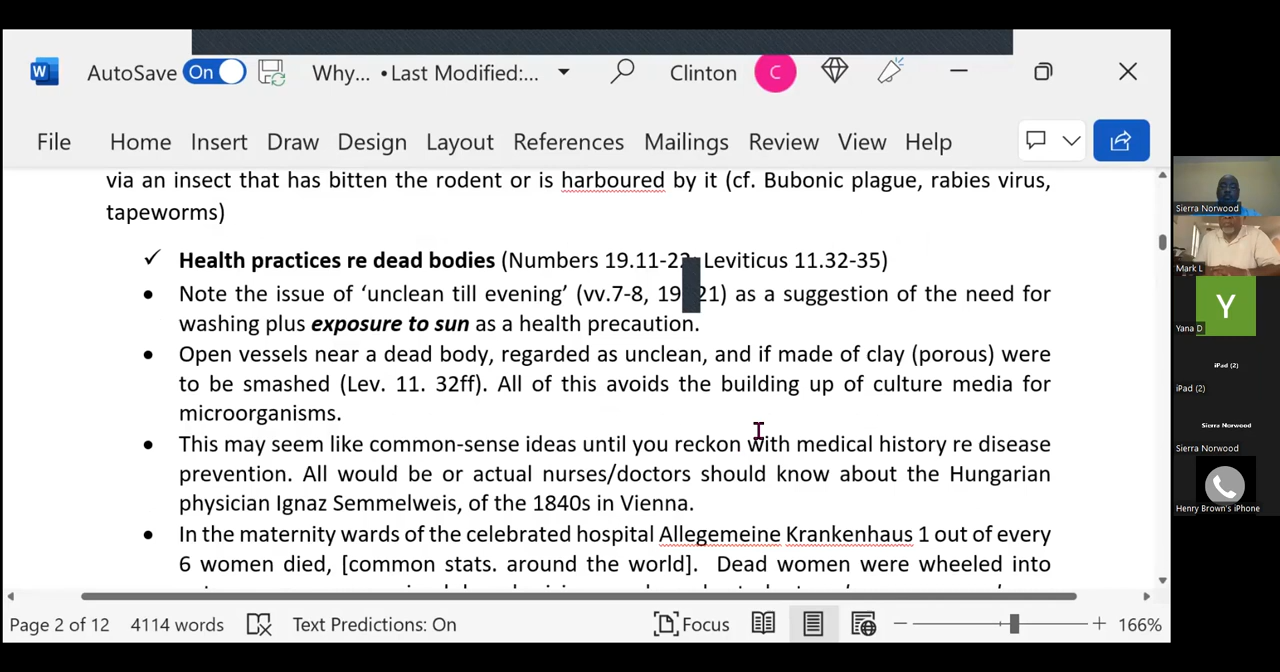 AutoSave On Why... • Last Modified:... Clinton C
File Home Insert Draw Design Layout References Mailings Review View Help
via an insect that has bitten the rodent or is harboured by it (cf. Bubonic plague, rabies virus,
tapeworms)
✓ Health practices re dead bodies (Numbers 19.11-22; Leviticus 11.32-35)
• Note the issue of ‘unclean till evening’ (vv.7-8, 19 21) as a suggestion of the need for
washing plus exposure to sun as a health precaution.
• Open vessels near a dead body, regarded as unclean, and if made of clay (porous) were
to be smashed (Lev. 11. 32ff). All of this avoids the building up of culture media for
microorganisms.
• This may seem like common-sense ideas until you reckon with medical history re disease
prevention. All would be or actual nurses/doctors should know about the Hungarian
physician Ignaz Semmelweis, of the 1840s in Vienna.
• In the maternity wards of the celebrated hospital Allegemeine Krankenhaus 1 out of every
6 women died, [common stats. around the world]. Dead women were wheeled into
Page 2 of 12 4114 words Text Predictions: On Focus 166%
Sierra Norwood
Mark L
Y
Yana D
iPad (2)
iPad (2)
Sierra Norwood
Sierra Norwood
Henry Brown's iPhone